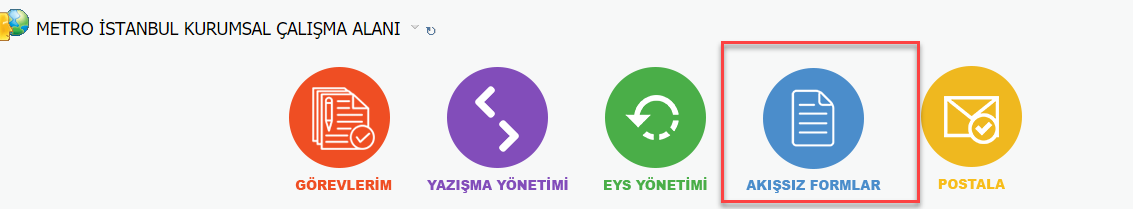 METRO İSTANBUL KURUMSAL ÇALIŞMA ALANI
GÖREVLERİM
YAZIŞMA YÖNETİMİ
EYS YÖNETİMİ
AKIŞSIZ FORMLAR
POSTALA